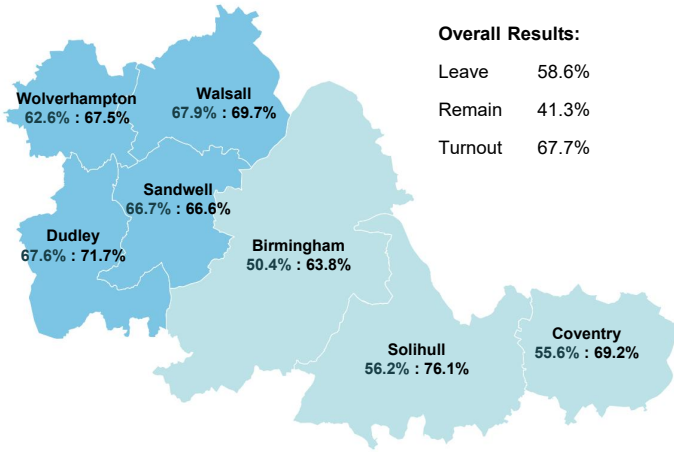 Overall Results:
Leave 58.6%
Remain 41.3%
Turnout 67.7%
Wolverhampton
62.6% : 67.5%
Walsall
67.9% : 69.7%
Sandwell
66.7% : 66.6%
Dudley
67.6% : 71.7%
Birmingham
50.4% : 63.8%
Solihull
56.2% : 76.1%
Coventry
55.6% : 69.2%